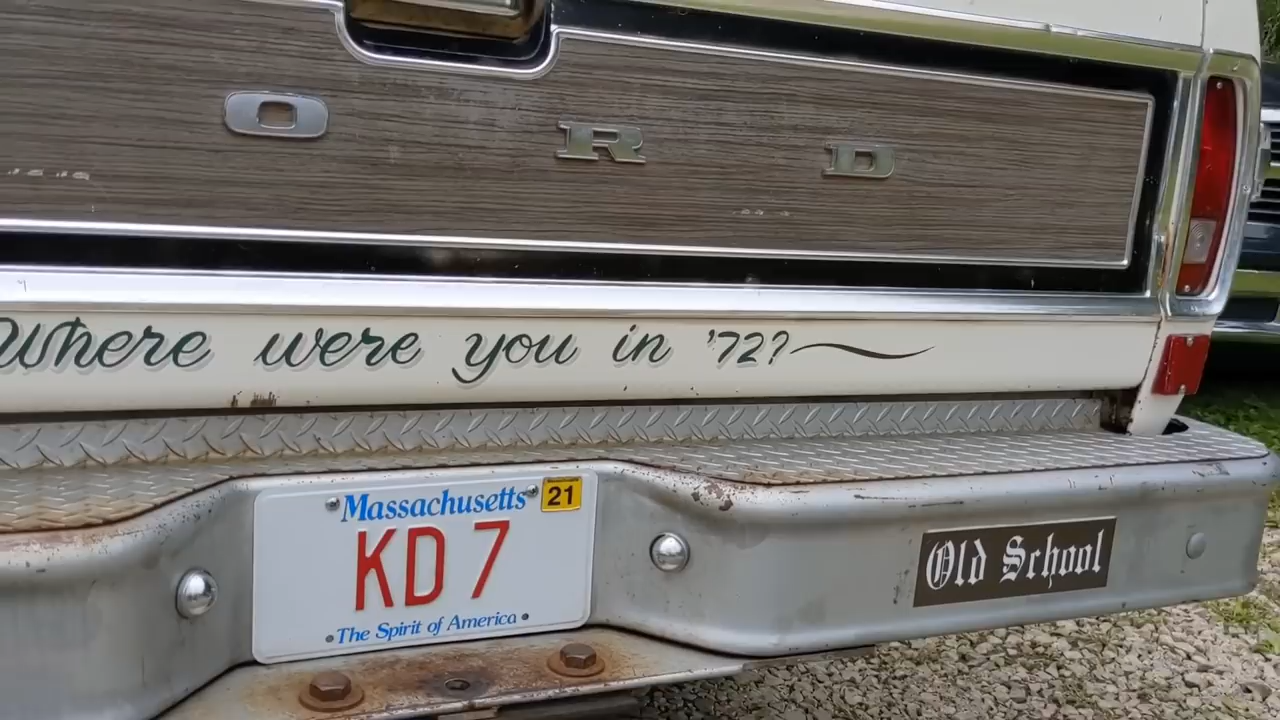 O R D
Where were you in '72?
Massachusetts 21
KD 7
The Spirit of America
Old School